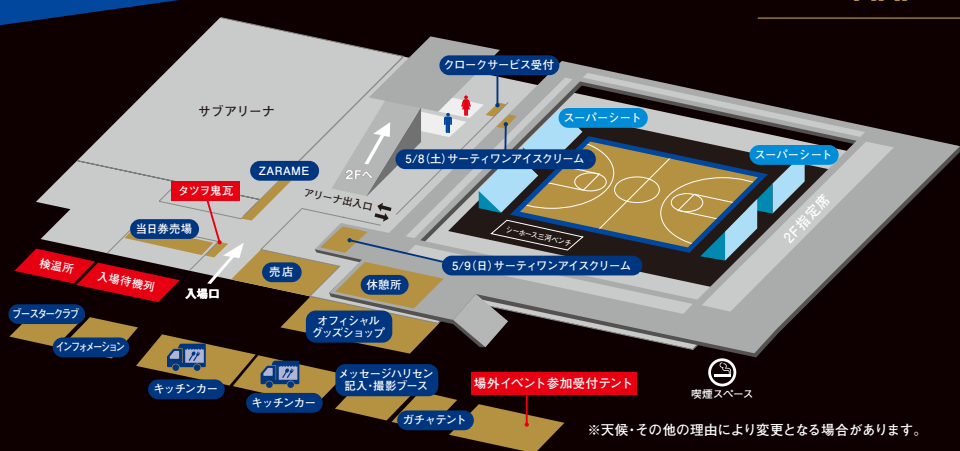 クロークサービス受付
サブアリーナ
スーパーシート
5/8(土)サーティワンアイスクリーム
スーパーシート
ZARAME
2Fへ
タツヲ鬼瓦
アリーナ出入口
2F指定席
当日券売場
シーホース三河ベンチ
5/9(日)サーティワンアイスクリーム
検温所
入場待機列
入場口
売店
休憩所
ブースタークラブ
インフォメーション
オフィシャル
グッズショップ
キッチンカー
キッチンカー
メッセージハリセン
記入・撮影ブース
場外イベント参加受付テント
喫煙スペース
ガチャテント
※天候・その他の理由により変更となる場合があります。